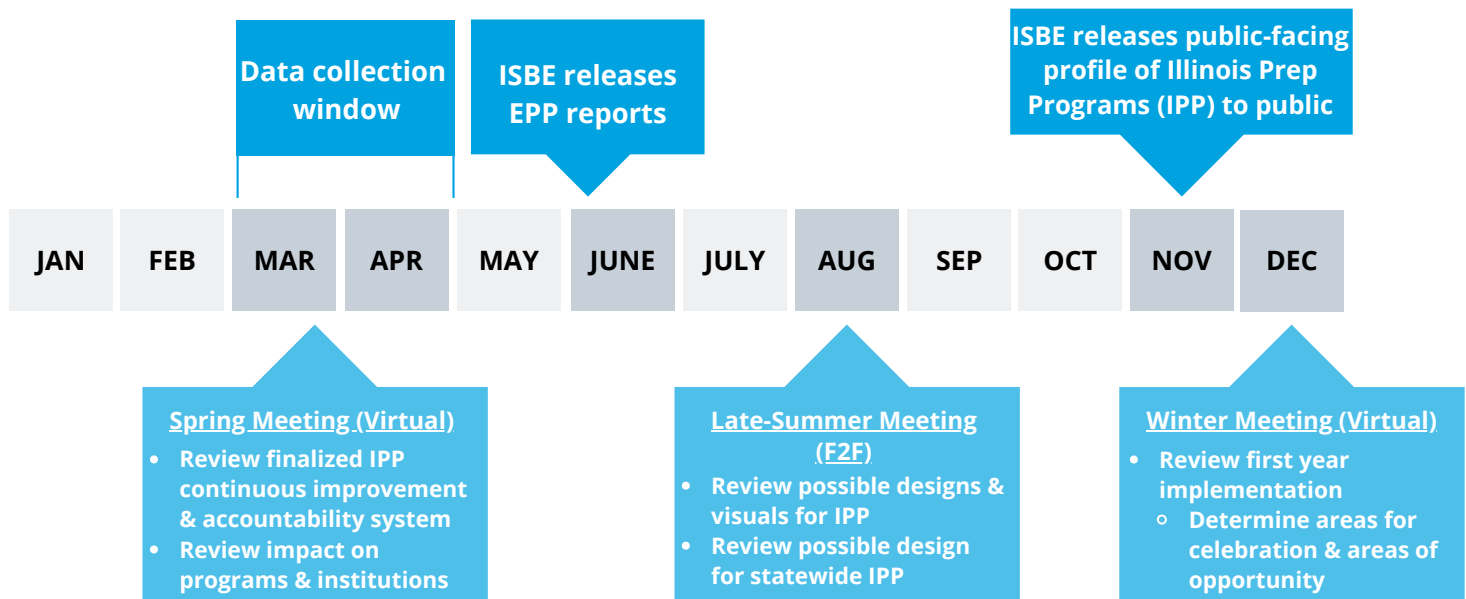 Data collection
window
ISBE releases
EPP reports
ISBE releases public-facing
profile of Illinois Prep
Programs (IPP) to public
JAN FEB MAR APR MAY JUNE JULY AUG SEP OCT NOV DEC
Spring Meeting (Virtual)
• Review finalized IPP
continuous improvement
& accountability system
• Review impact on
programs & institutions
Late-Summer Meeting
(F2F)
• Review possible designs &
visuals for IPP
• Review possible design
for statewide IPP
Winter Meeting (Virtual)
• Review first year
implementation
◦ Determine areas for
celebration & areas of
opportunity